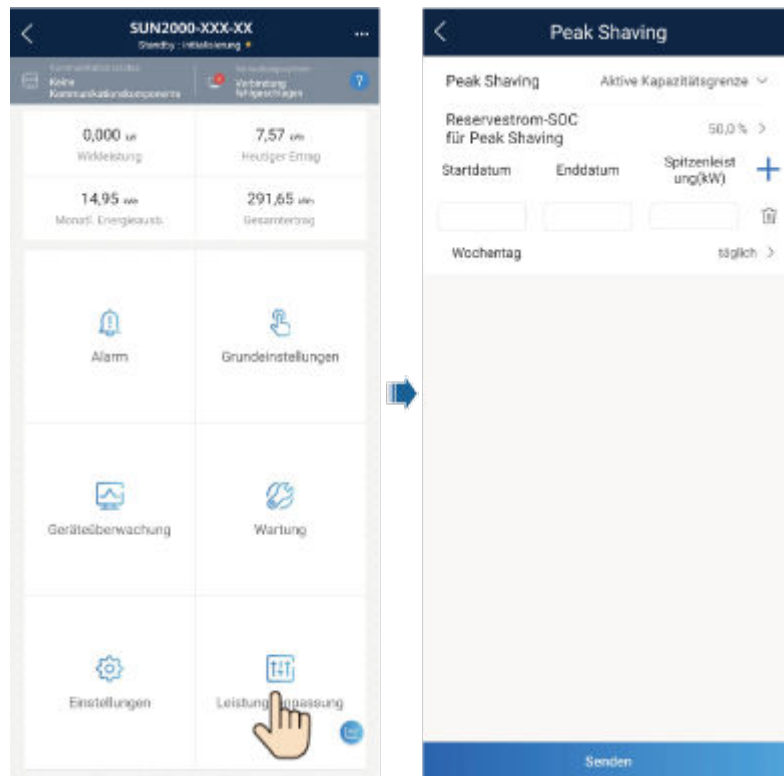 SUN2000-XXX-XX
Standby : Initialisierung
Keine
Kommunikationskomponente
Verbindung
fehlgeschlagen
?
0,000 kW
Wirkleistung
7,57 kWh
Heutiger Ertrag
14,95 kWh
Monatl. Energieausb.
291,65 kWh
Gesamtertrag
Alarm
Grundeinstellungen
Geräteüberwachung
Wartung
Einstellungen
Peak Shaving
Peak Shaving Aktive Kapazitätsgrenze
Reservestrom-SOC
für Peak Shaving
50,0 %
Startdatum Enddatum Spitzenleist
ung(kW)
Wochentag täglich
Senden